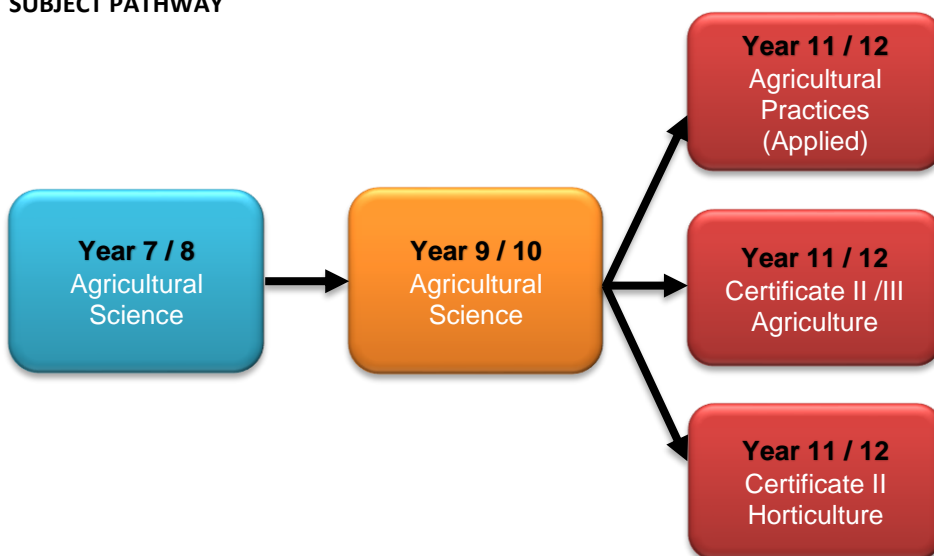 SUBJECT PATHWAY
Year 7 / 8
Agricultural
Science
Year 9 / 10
Agricultural
Science
Year 11 / 12
Agricultural
Practices
(Applied)
Year 11 / 12
Certificate II /III
Agriculture
Year 11 / 12
Certificate II
Horticulture